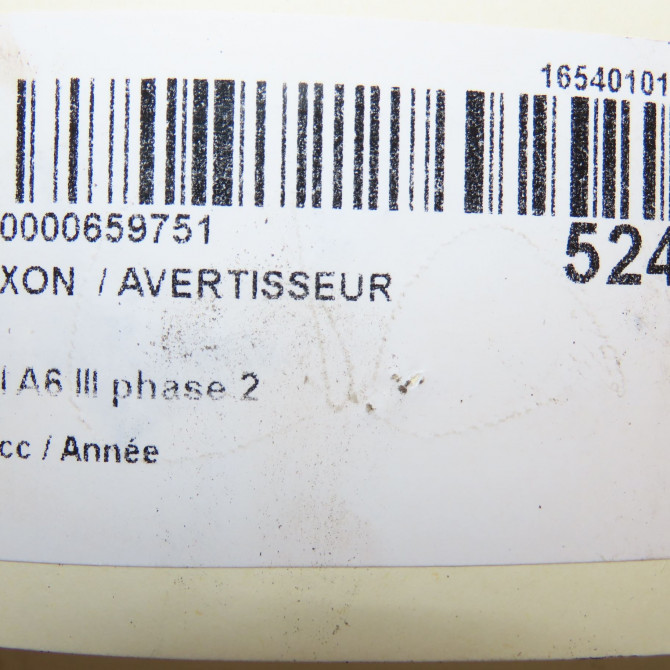 16540101
0000659751
524
XON / AVERTISSEUR
I A6 III phase 2
cc / Année